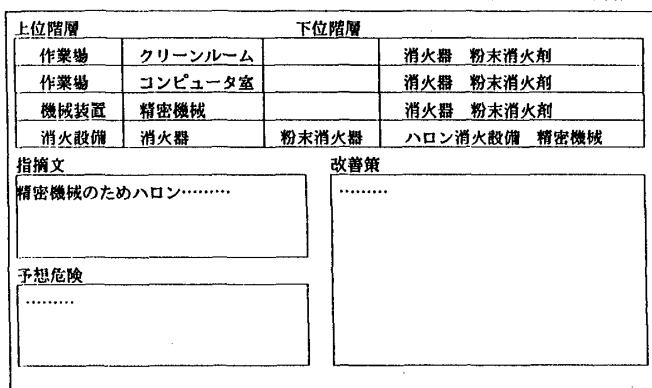 上位階層 下位階層
作業場 クリーンルーム 消火器 粉末消火剤
作業場 コンピュータ室 消火器 粉末消火剤
機械装置 精密機械 消火器 粉末消火剤
消火設備 消火器 粉末消火器 ハロン消火設備 精密機械
指摘文
精密機械のためハロン………
改善策
………
予想危険
………